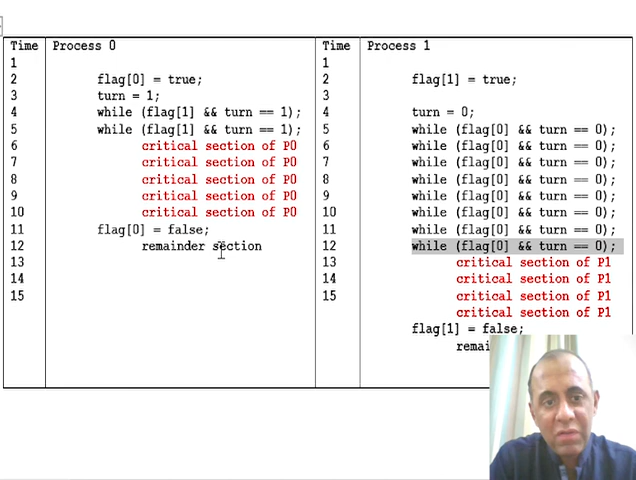 Time Process 0 Time Process 1
1 1
2 flag[0] = true; 2 flag[1] = true;
3 turn = 1; 3
4 while (flag[1] && turn == 1); 4 turn = 0;
5 while (flag[1] && turn == 1); 5 while (flag[0] && turn == 0);
6 critical section of P0 6 while (flag[0] && turn == 0);
7 critical section of P0 7 while (flag[0] && turn == 0);
8 critical section of P0 8 while (flag[0] && turn == 0);
9 critical section of P0 9 while (flag[0] && turn == 0);
10 critical section of P0 10 while (flag[0] && turn == 0);
11 flag[0] = false; 11 while (flag[0] && turn == 0);
12 remainder section 12 while (flag[0] && turn == 0);
13 13 critical section of P1
14 14 critical section of P1
15 15 critical section of P1
critical section of P1
flag[1] = false;
remai